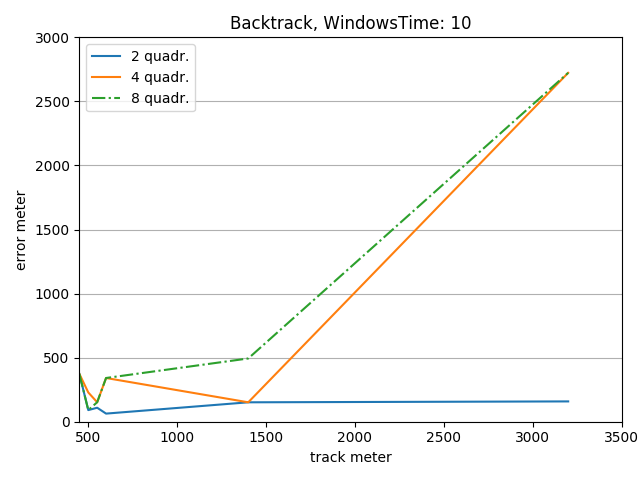 Backtrack, WindowsTime: 10
2 quadr.
4 quadr.
8 quadr.
error meter
3000
2500
2000
1500
1000
500
0
500 1000 1500 2000 2500 3000 3500
track meter